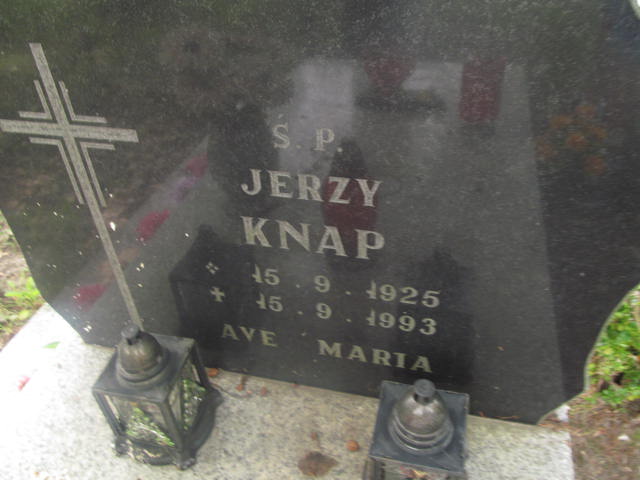 Ś. P.
JERZY
KNAP
15. 9. 1925
15. 9. 1993
AVE MARIA